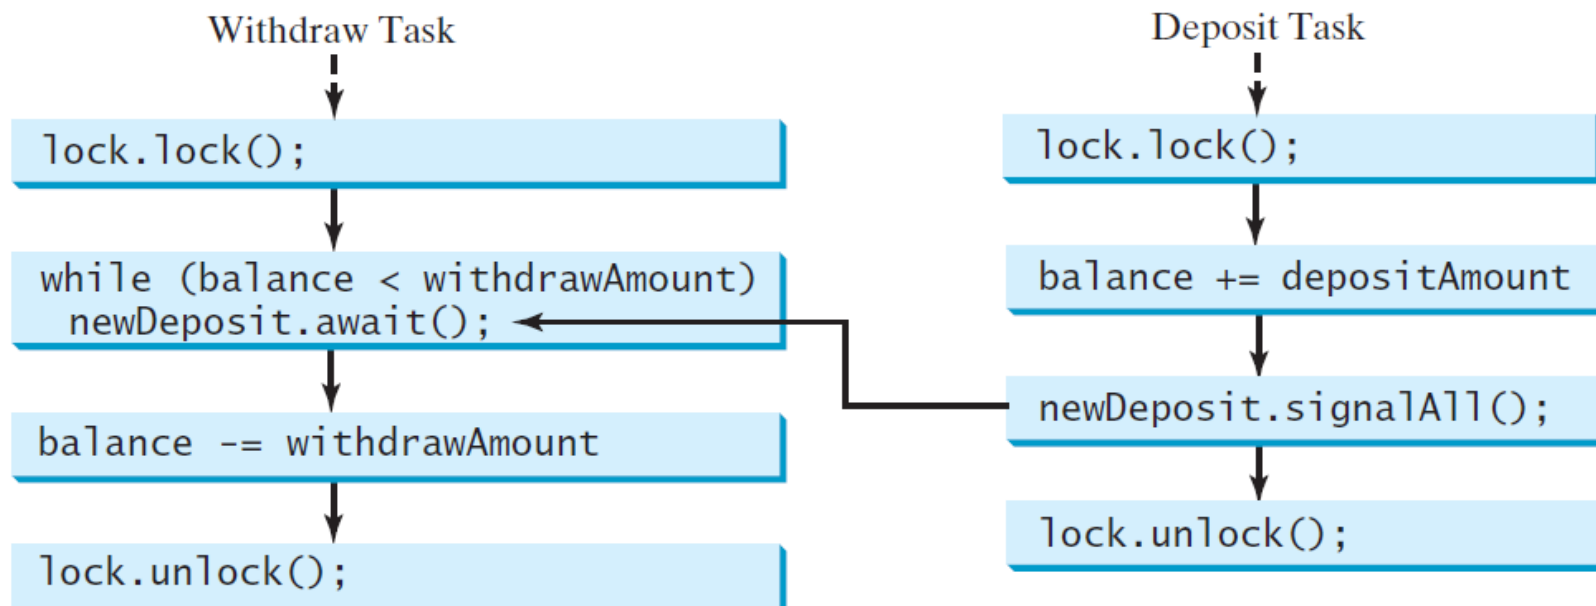 Withdraw Task
lock.lock();
while (balance < withdrawAmount)
newDeposit.await();
balance -= withdrawAmount
lock.unlock();
Deposit Task
lock.lock();
balance += depositAmount
newDeposit.signalAll();
lock.unlock();